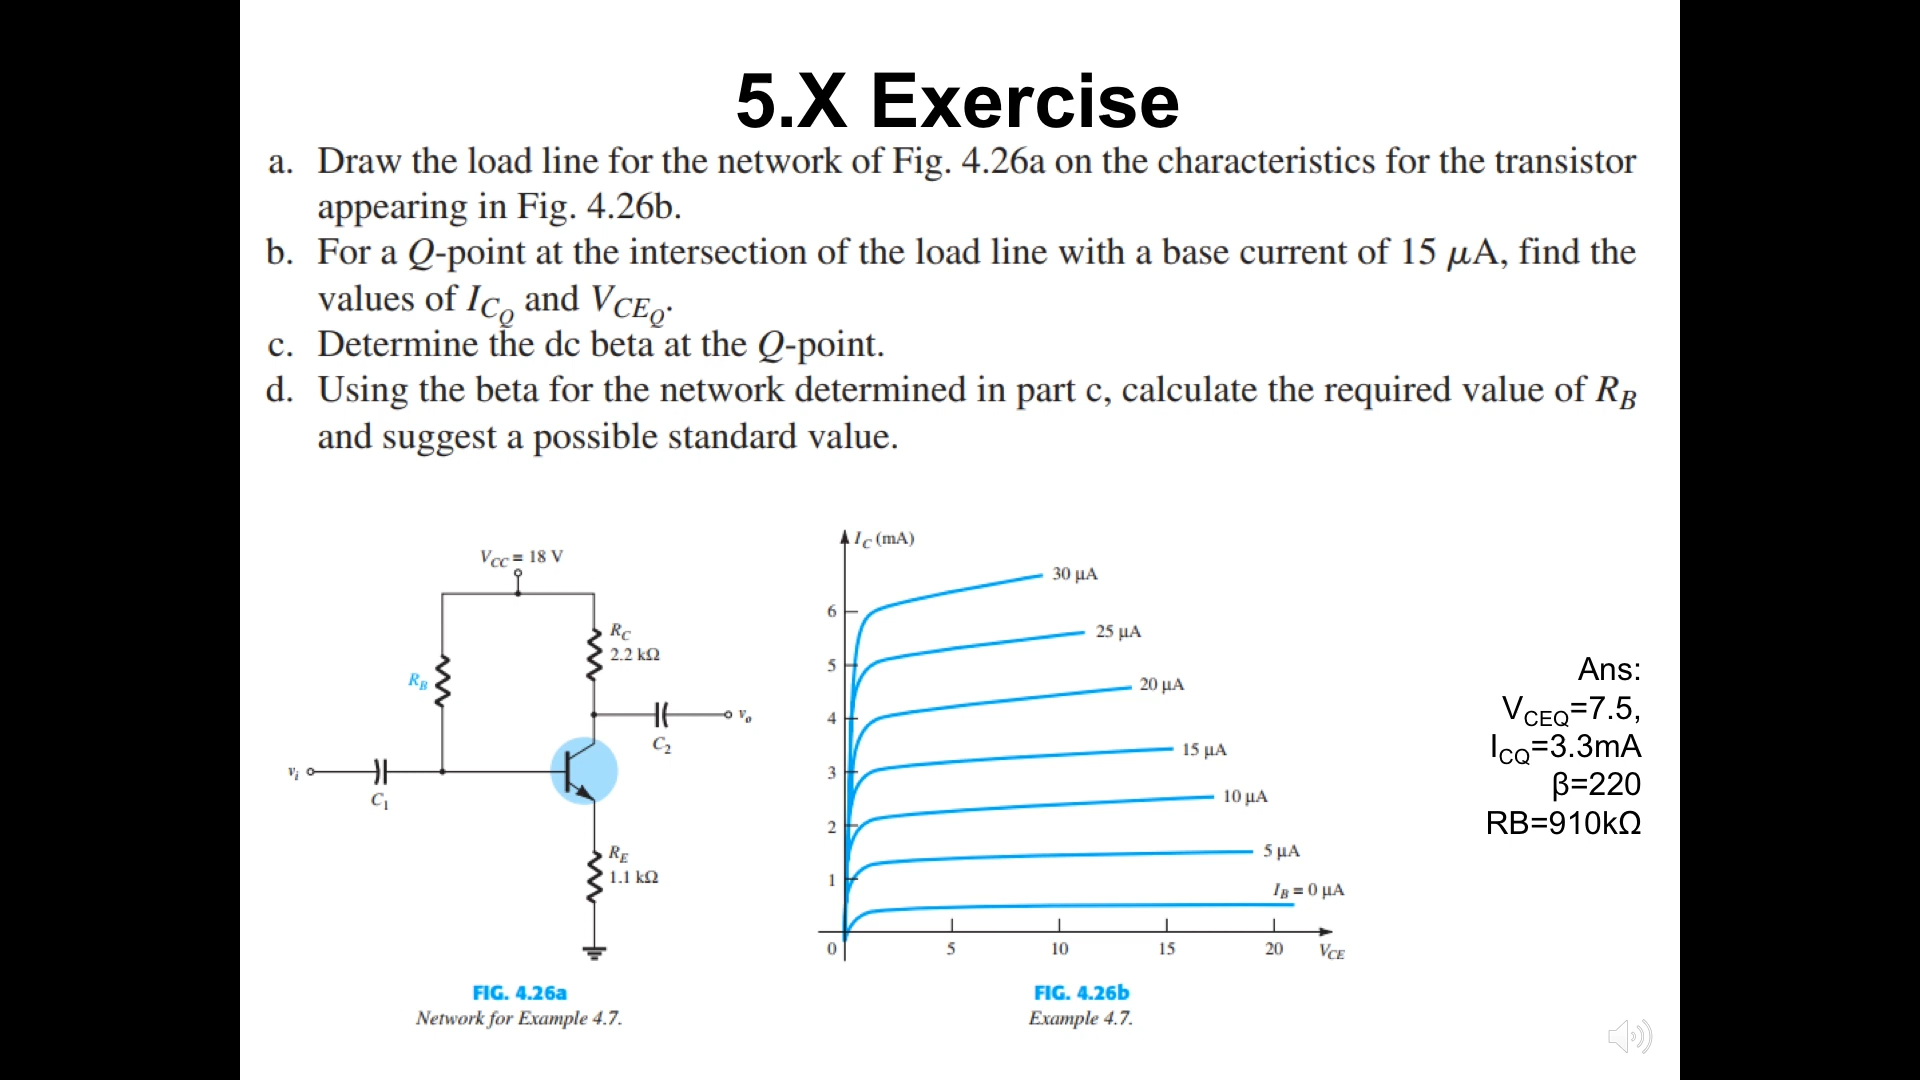 5.X Exercise
a. Draw the load line for the network of Fig. 4.26a on the characteristics for the transistor
appearing in Fig. 4.26b.
b. For a Q-point at the intersection of the load line with a base current of 15 μA, find the
values of I_CQ and V_CEQ.
c. Determine the dc beta at the Q-point.
d. Using the beta for the network determined in part c, calculate the required value of R_B
and suggest a possible standard value.
V_CC = 18 V
R_C
2.2 kΩ
R_B
v_o
C_2
v_i
C_1
R_E
1.1 kΩ
FIG. 4.26a
Network for Example 4.7.
I_C (mA)
30 μA
6
25 μA
5
20 μA
4
15 μA
3
10 μA
2
5 μA
1
I_B = 0 μA
0
5
10
15
20
V_CE
FIG. 4.26b
Example 4.7.
Ans:
V_CEQ=7.5,
I_CQ=3.3mA
β=220
RB=910kΩ